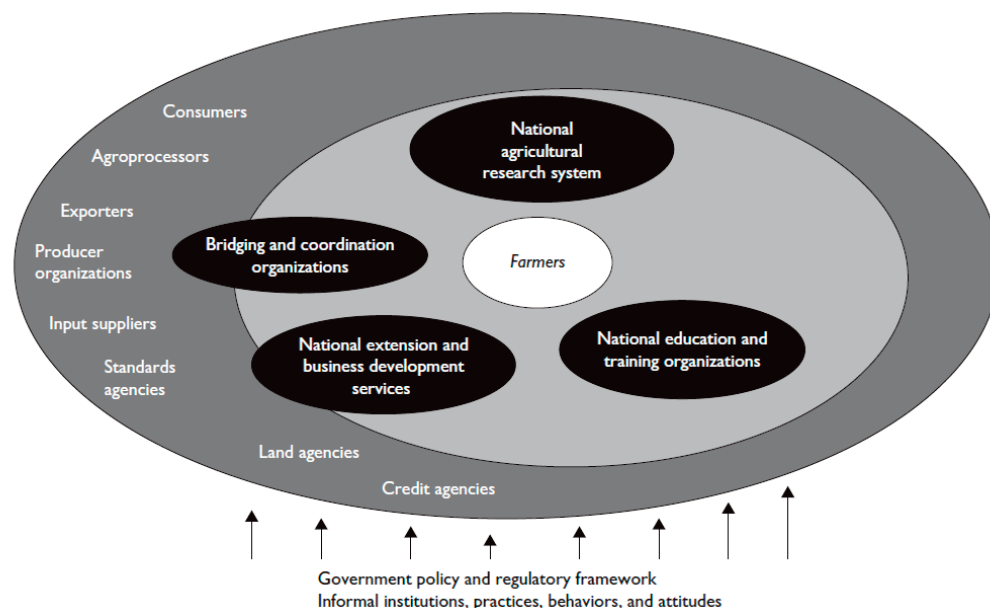 Consumers
National
agricultural
research system
Agroprocessors
Exporters
Producer
organizations
Bridging and coordination
organizations
Farmers
Input suppliers
Standards
agencies
National extension and
business development
services
National education and
training organizations
Land agencies
Credit agencies
Government policy and regulatory framework
Informal institutions, practices, behaviors, and attitudes